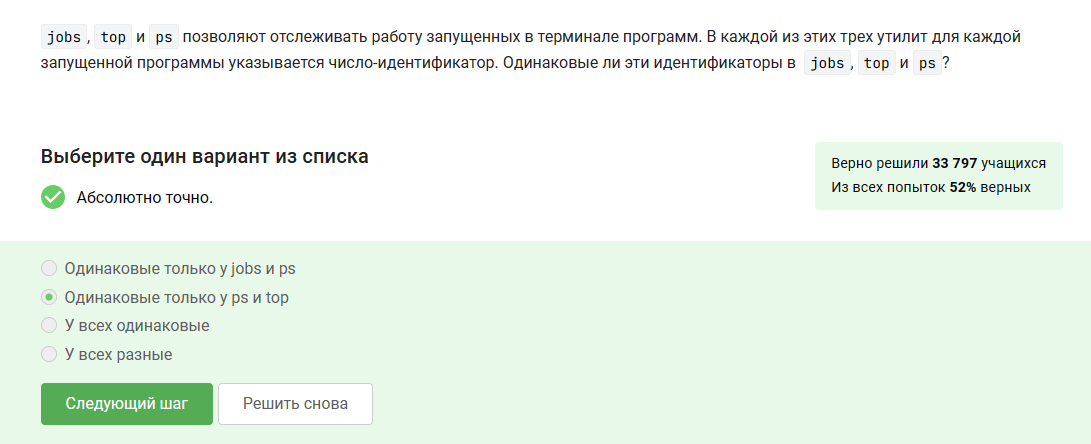 jobs, top и ps позволяют отслеживать работу запущенных в терминале программ. В каждой из этих трех утилит для каждой
запущенной программы указывается число-идентификатор. Одинаковые ли эти идентификаторы в jobs, top и ps?
Выберите один вариант из списка
Абсолютно точно.
Верно решили 33 797 учащихся
Из всех попыток 52% верных
Одинаковые только у jobs и ps
Одинаковые только у ps и top
У всех одинаковые
У всех разные
Следующий шаг
Решить снова